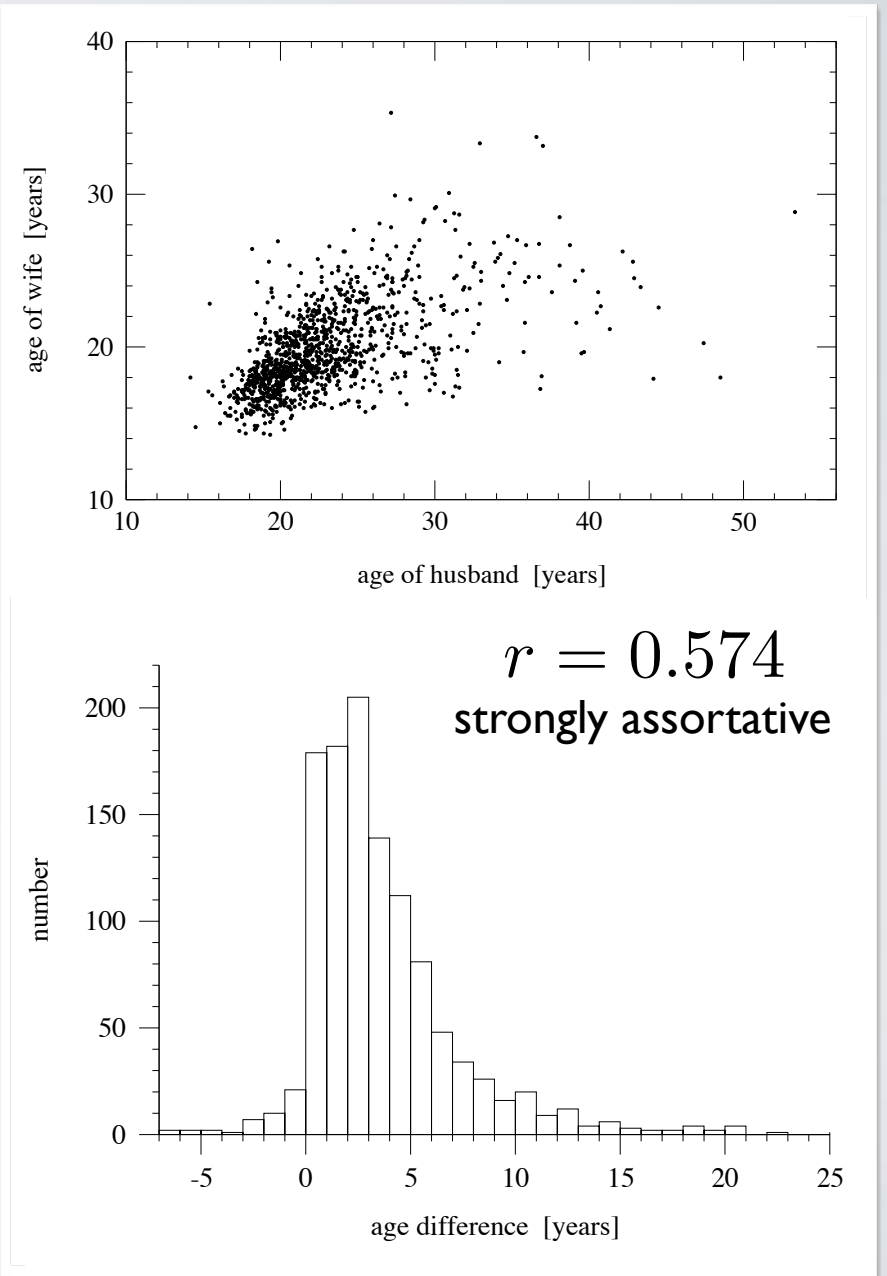 40
30
20
10
age of wife [years]
10 20 30 40 50
age of husband [years]
r = 0.574
strongly assortative
200
150
100
50
0
number
-5 0 5 10 15 20 25
age difference [years]